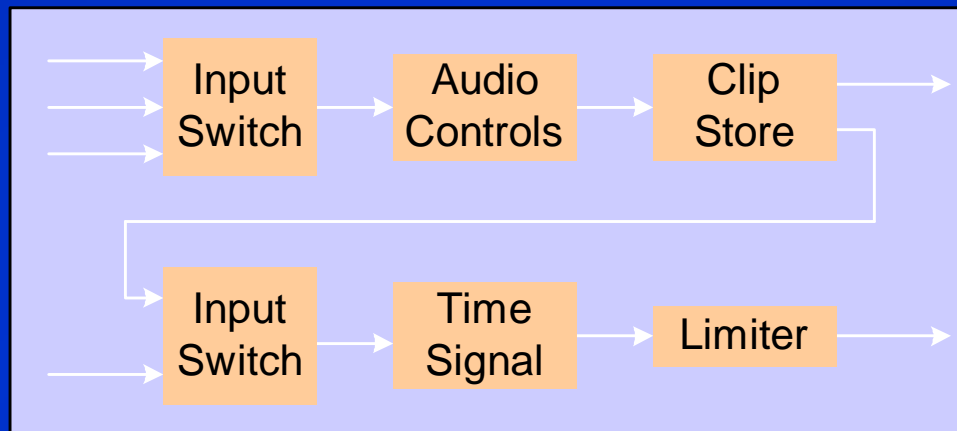 Input
Switch
Audio
Controls
Clip
Store
Input
Switch
Time
Signal
Limiter